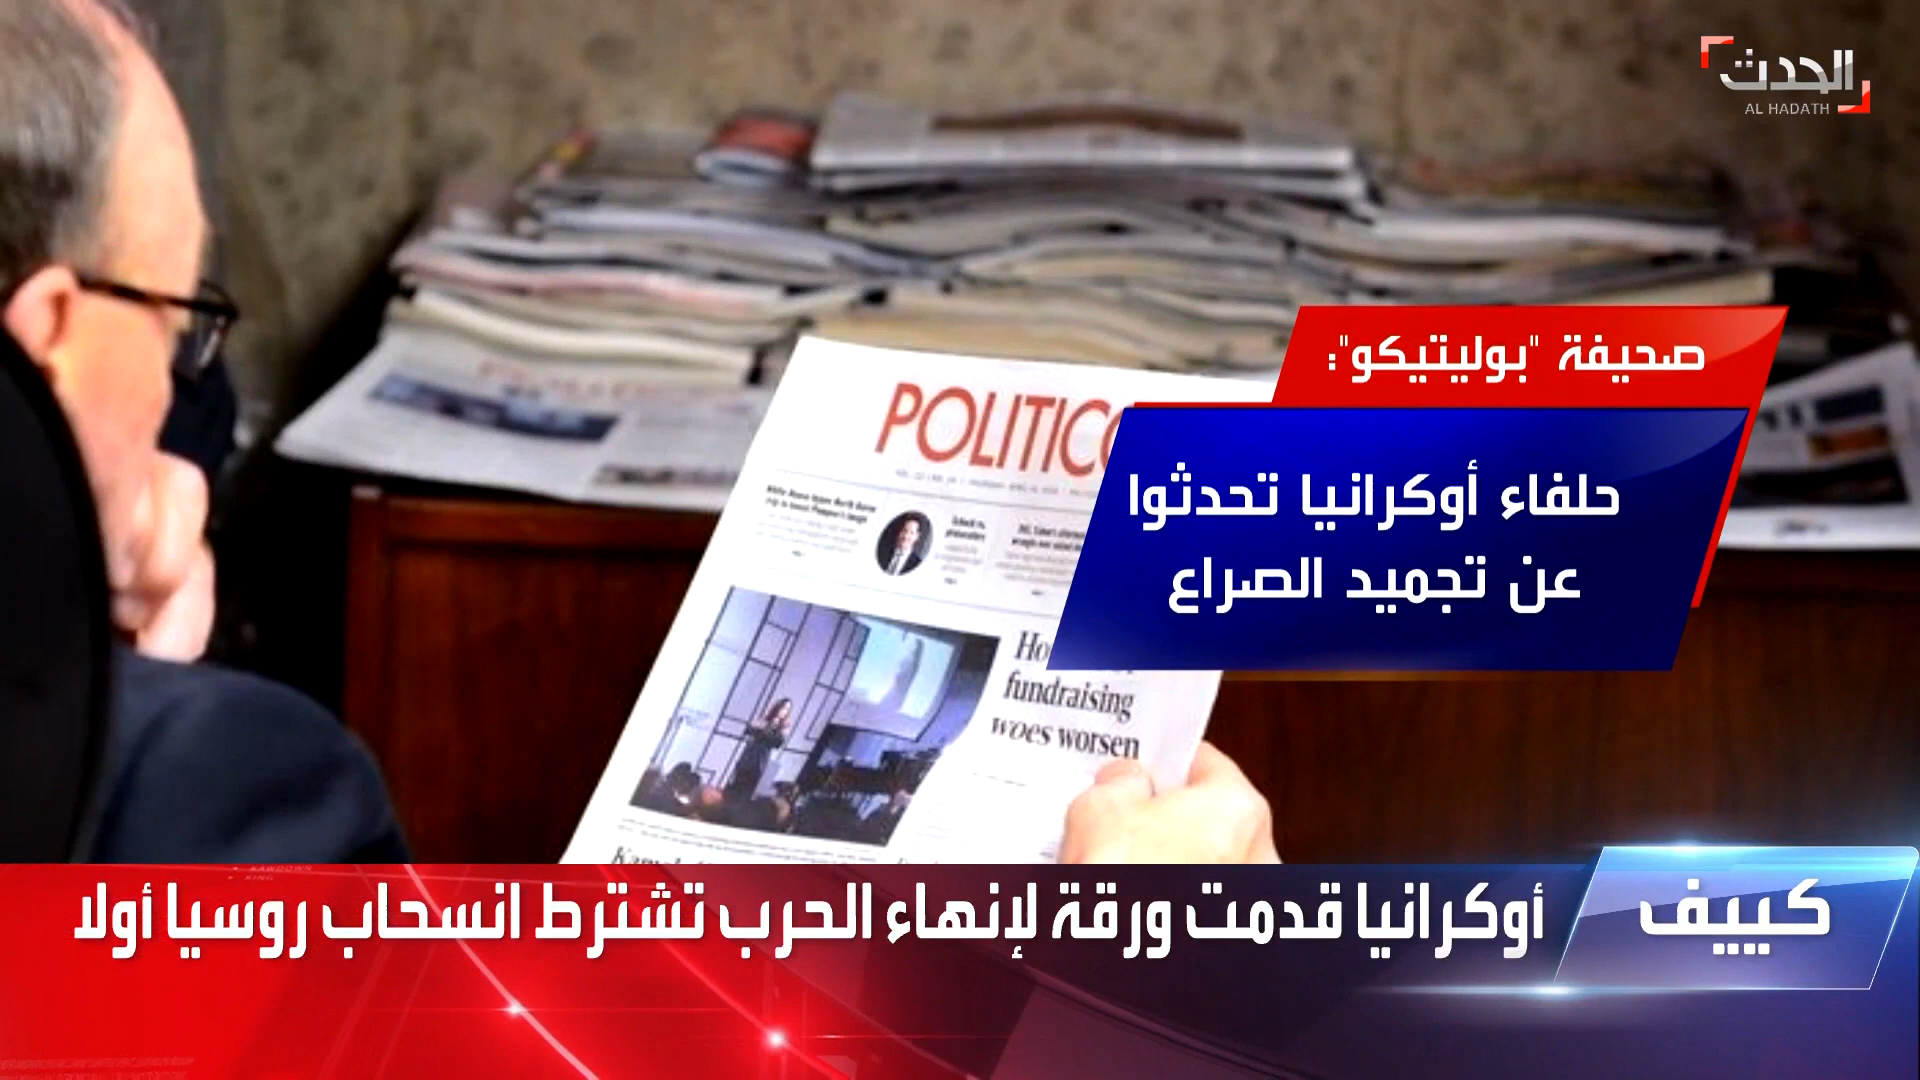 الحدث
AL HADATH
صحيفة "بوليتيكو":
حلفاء أوكرانيا تحدثوا
عن تجميد الصراع
POLITICO
fundraising
woes worsen
كييف
أوكرانيا قدمت ورقة لإنهاء الحرب تشترط انسحاب روسيا أولا